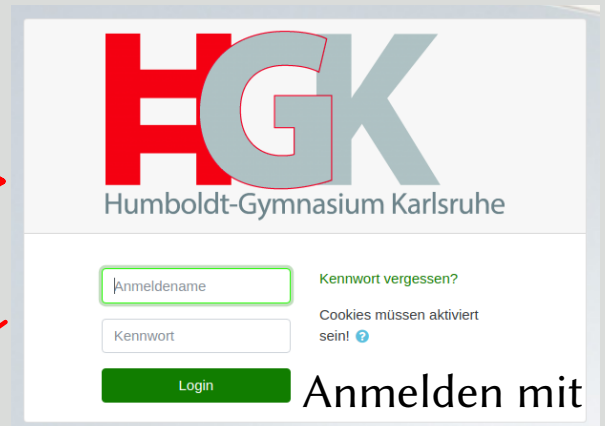 HGK
Humboldt-Gymnasium Karlsruhe
Anmeldename
Kennwort
Login
Kennwort vergessen?
Cookies müssen aktiviert
sein!
Anmelden mit